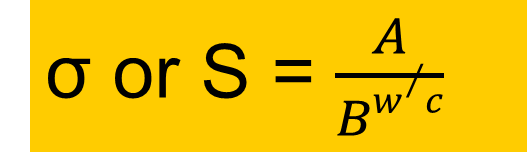 σ or S = A / B^(w/c)